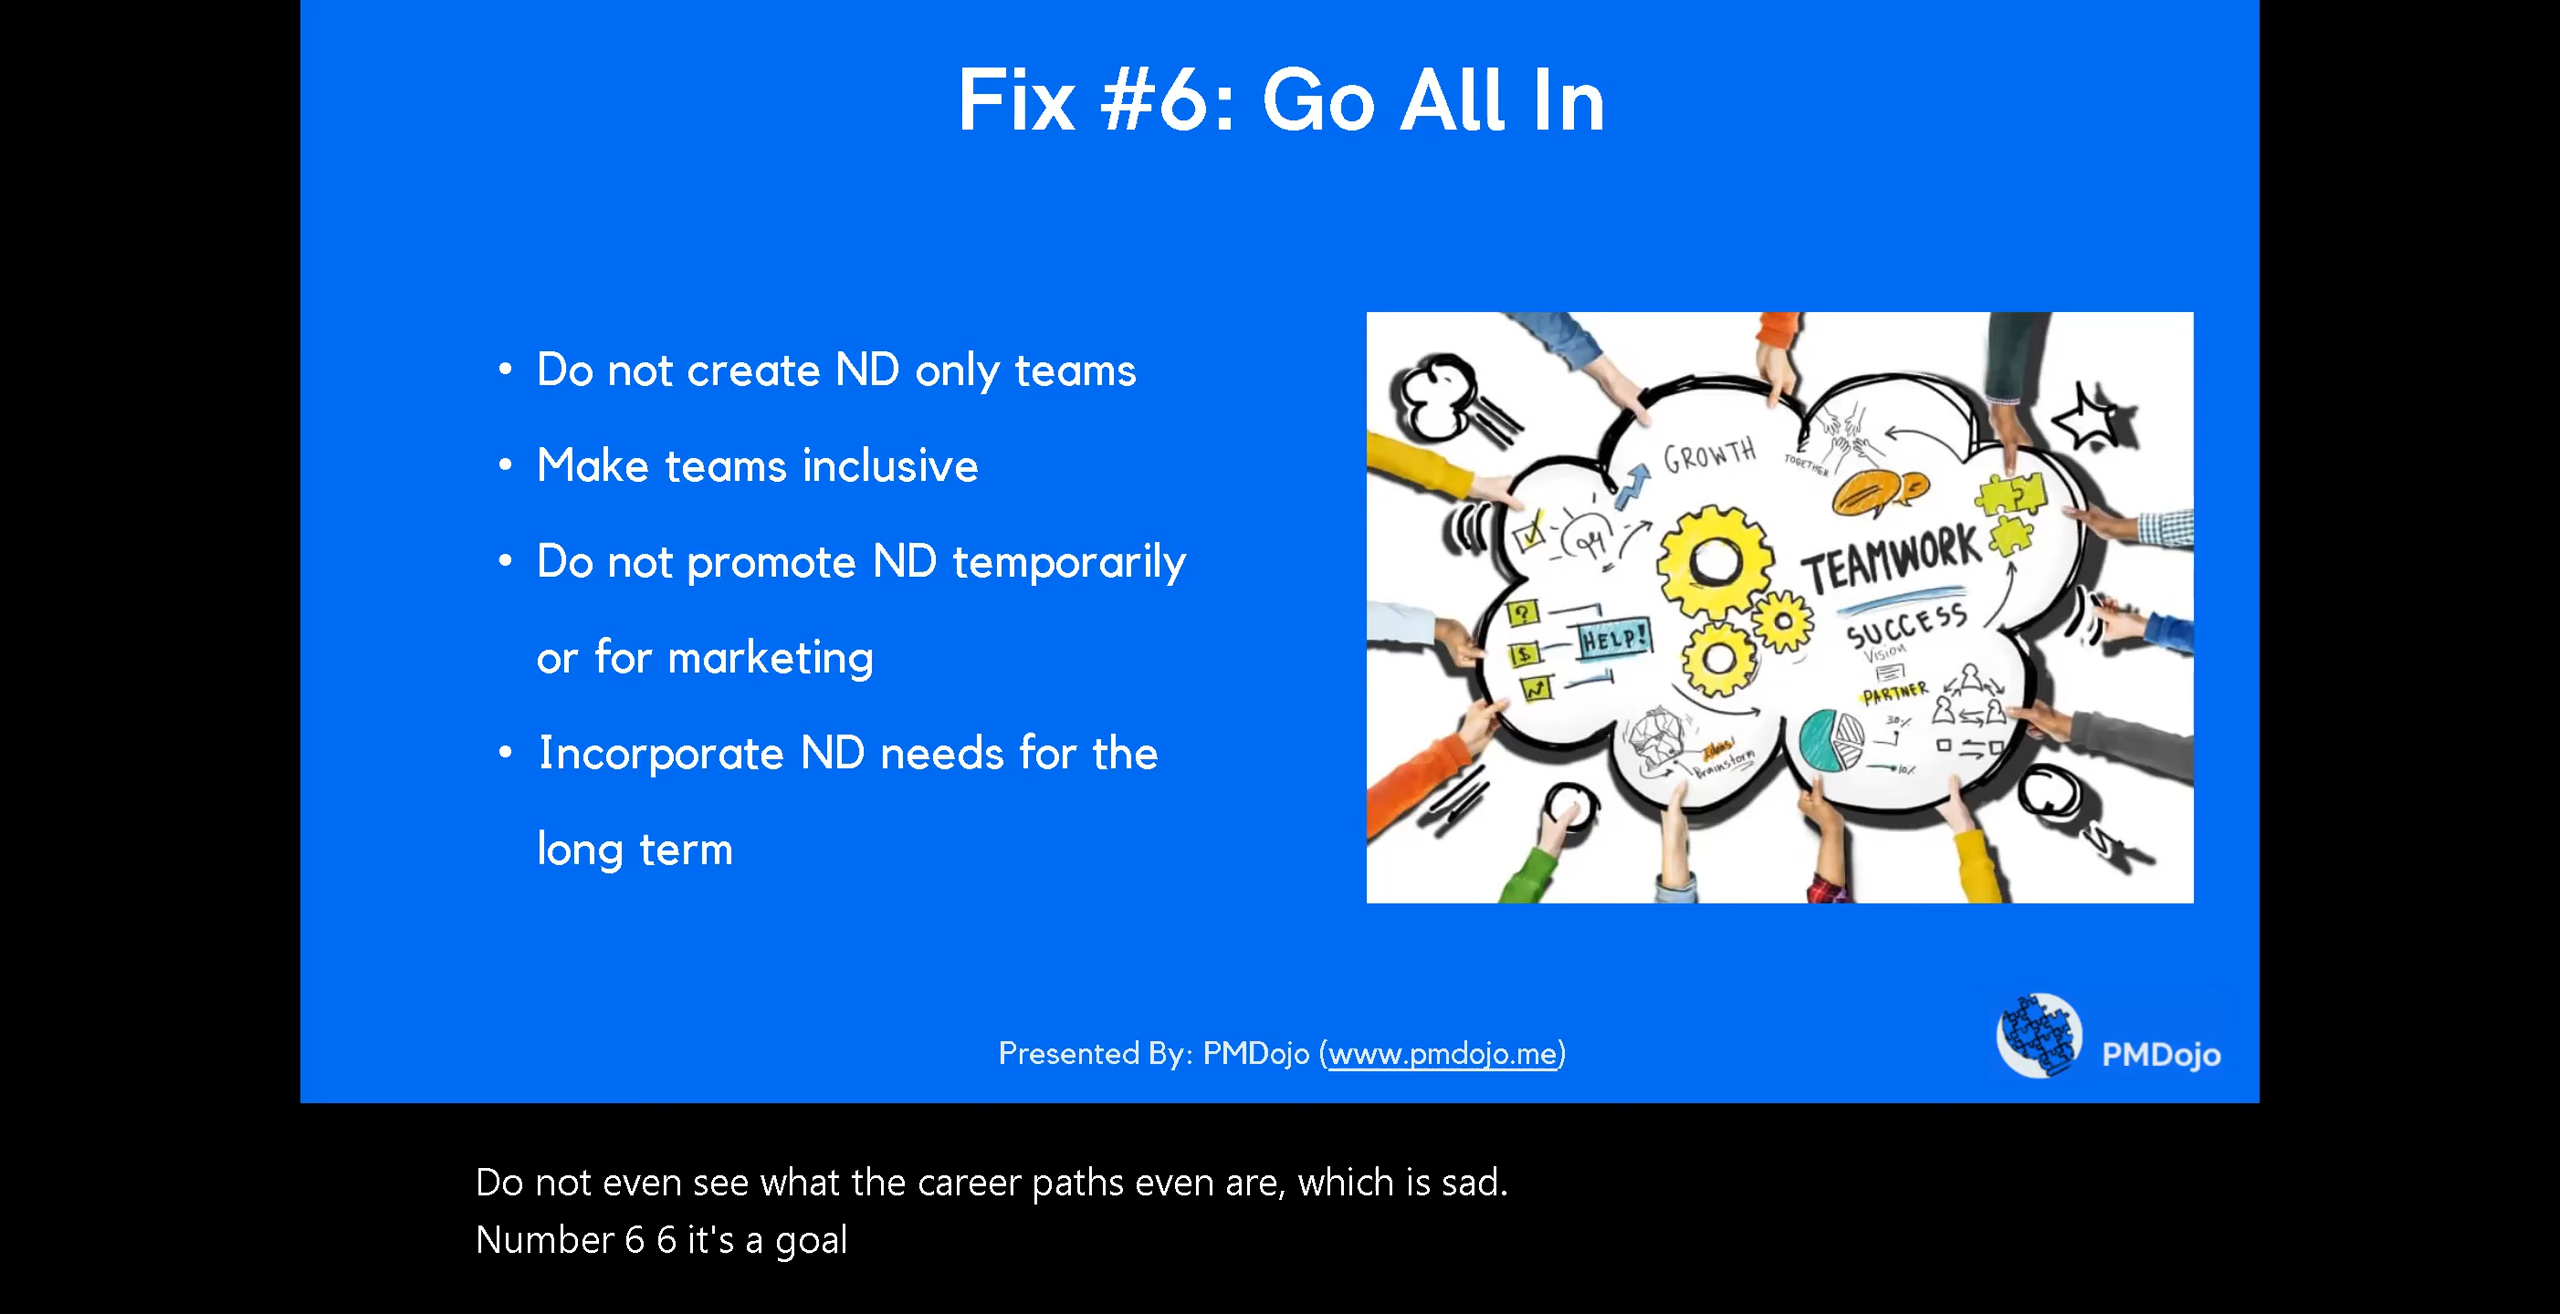 Fix #6: Go All In
• Do not create ND only teams
• Make teams inclusive
• Do not promote ND temporarily
or for marketing
• Incorporate ND needs for the
long term
GROWTH
TOGETHER
TEAMWORK
SUCCESS
Vision
PARTNER
30%
10%
?
$
HELP!
Ideas!
Brainstorm
Presented By: PMDojo (www.pmdojo.me)
PMDojo
Do not even see what the career paths even are, which is sad.
Number 6 6 it's a goal